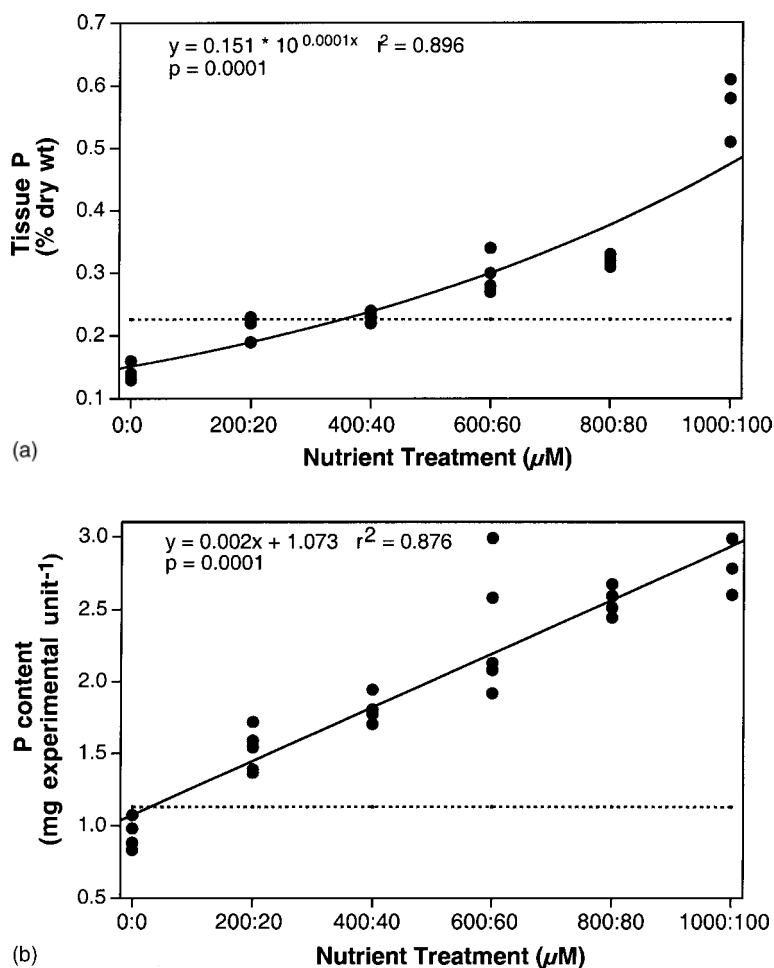 0.7
y = 0.151 * 10^0.0001x r² = 0.896
p = 0.0001
0.6
0.5
0.4
0.3
0.2
0.1
Tissue P
(% dry wt)
0:0 200:20 400:40 600:60 800:80 1000:100
(a)
Nutrient Treatment (µM)
3.0
y = 0.002x + 1.073 r² = 0.876
p = 0.0001
2.5
2.0
1.5
1.0
0.5
P content
(mg experimental unit⁻¹)
0:0 200:20 400:40 600:60 800:80 1000:100
(b)
Nutrient Treatment (µM)